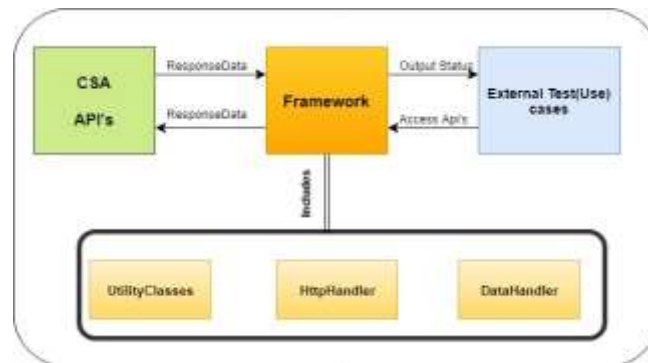 CSA
API's
ResponseData
ResponseData
Framework
Output Status
Access Api's
External Test(Use)
cases
Includes
UtilityClasses
HttpHandler
DataHandler